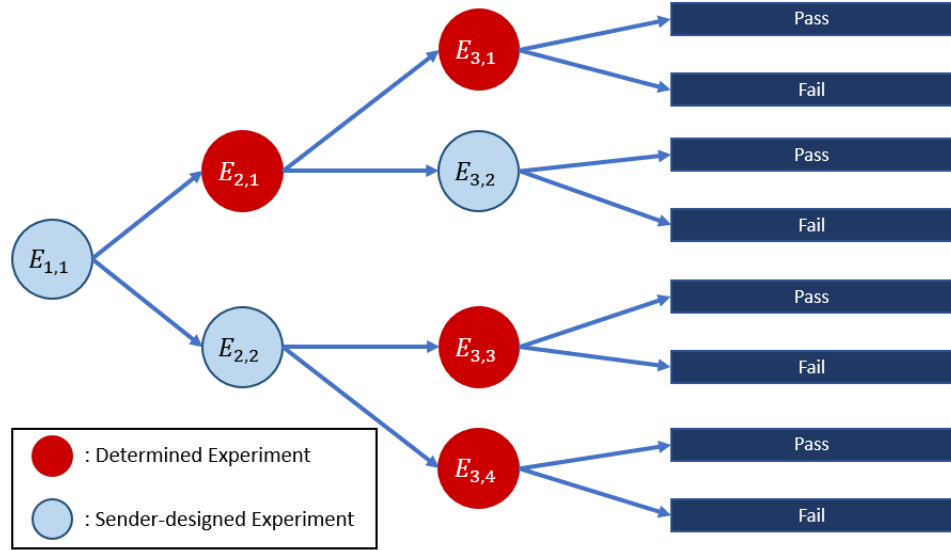 Pass
E3,1
Fail
Pass
E2,1
E3,2
Fail
E1,1
Pass
E2,2
E3,3
Fail
Pass
: Determined Experiment
E3,4
: Sender-designed Experiment
Fail